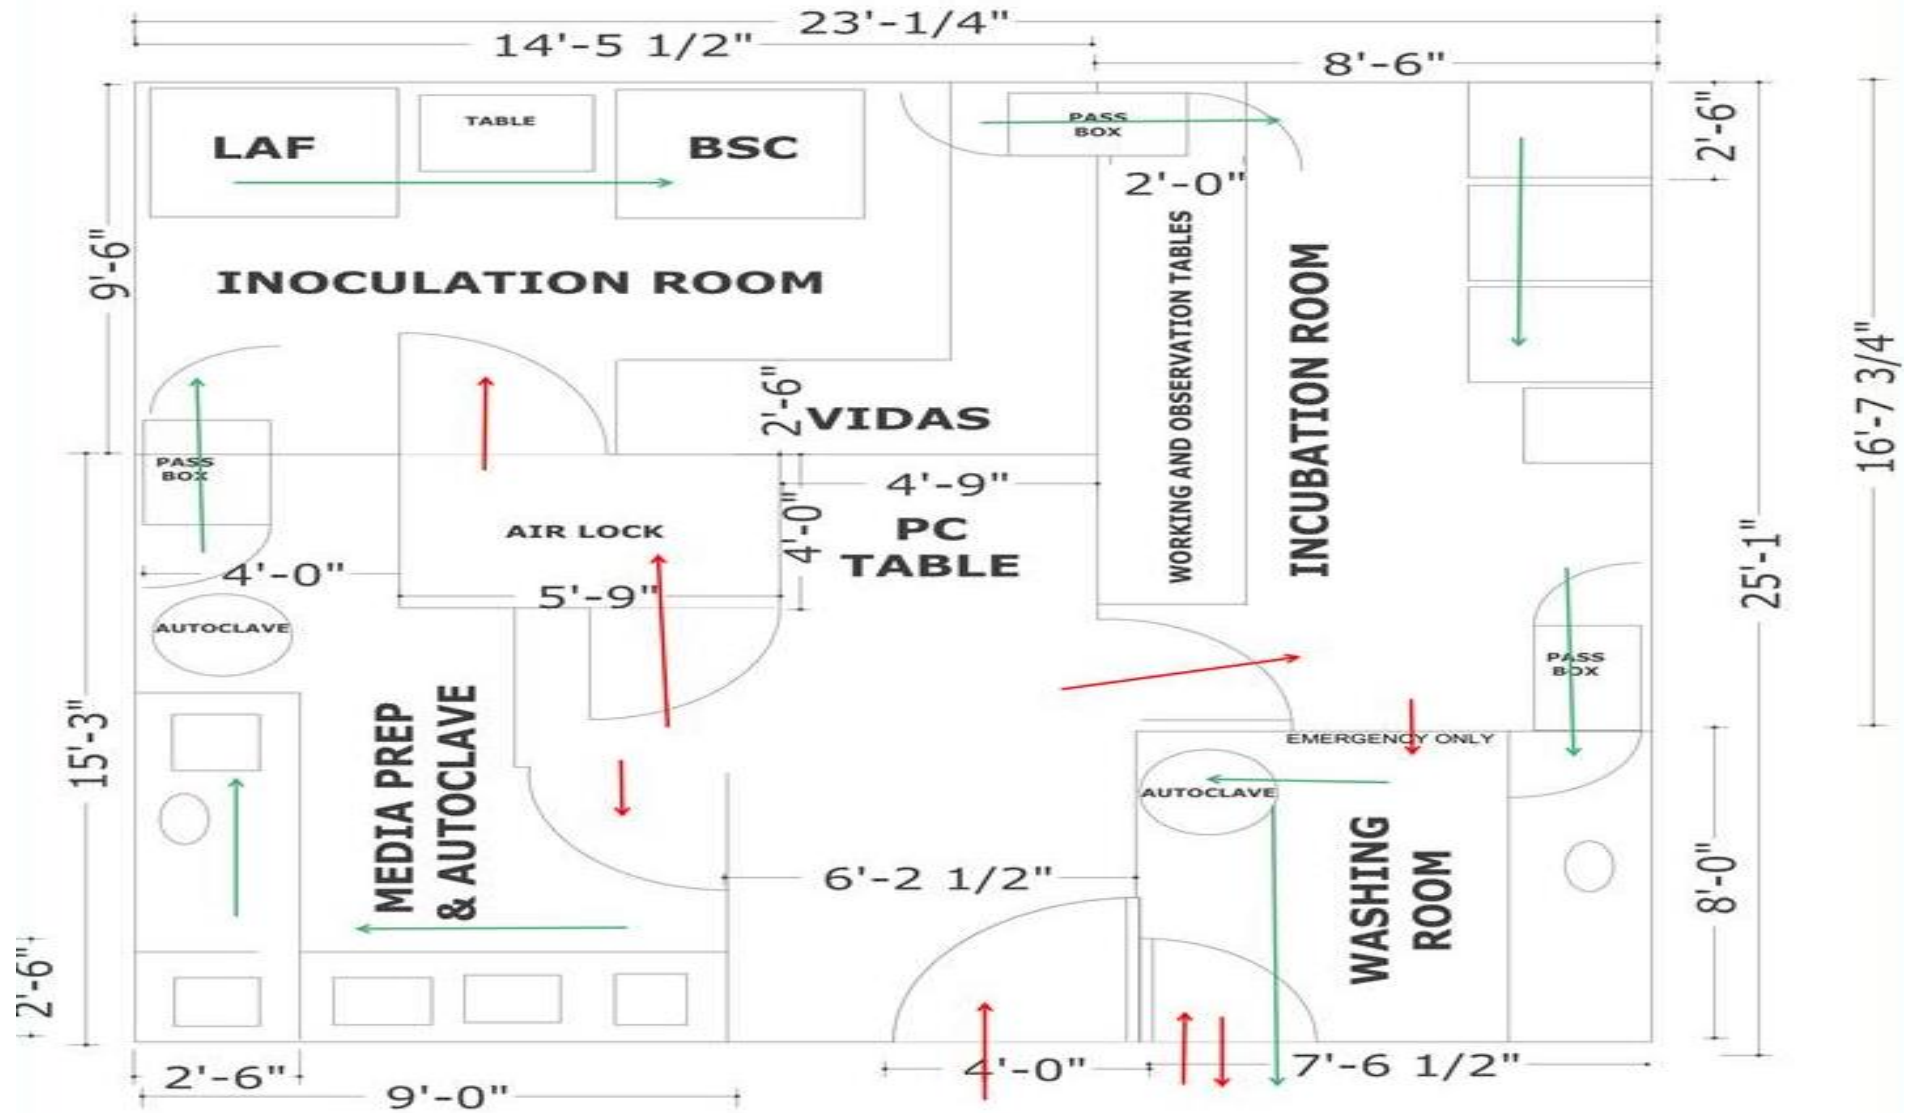 23'-1/4"
14'-5 1/2"
8'-6"
LAF
TABLE
BSC
PASS
BOX
2'-6"
2'-0"
9'-6"
INOCULATION ROOM
WORKING AND OBSERVATION TABLES
INCUBATION ROOM
2'-6"
VIDAS
16'-7 3/4"
PASS
BOX
4'-9"
AIR LOCK
4'-0"
PC
TABLE
4'-0"
5'-9"
25'-1"
AUTOCLAVE
PASS
BOX
15'-3"
MEDIA PREP
& AUTOCLAVE
EMERGENCY ONLY
AUTOCLAVE
6'-2 1/2"
WASHING
ROOM
8'-0"
2'-6"
2'-6"
9'-0"
4'-0"
7'-6 1/2"